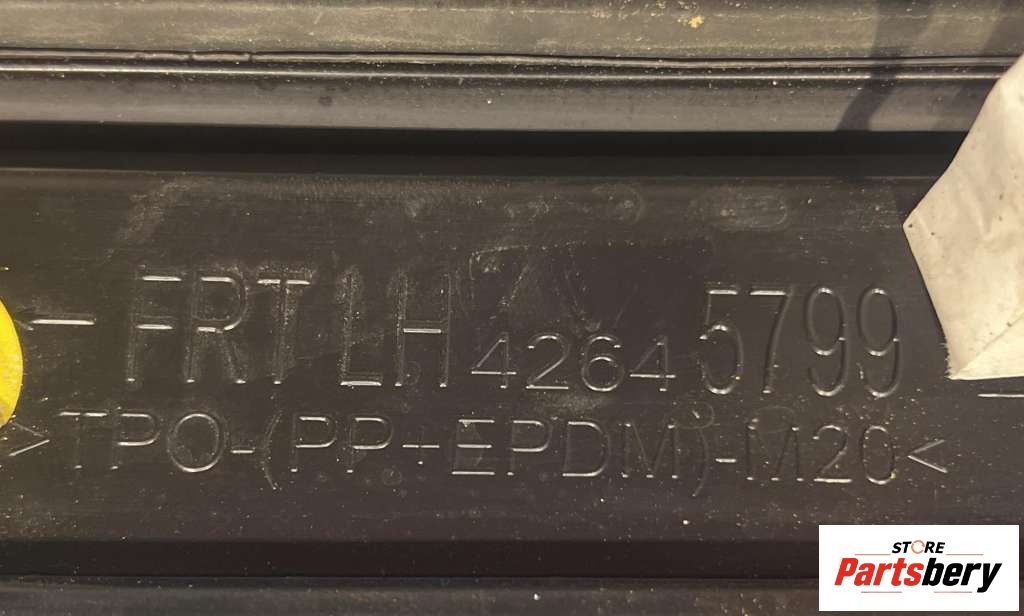 ← FRT LH 4264 5799
>TPO-(PP+EPDM)-M20<
STORE
Partsbery